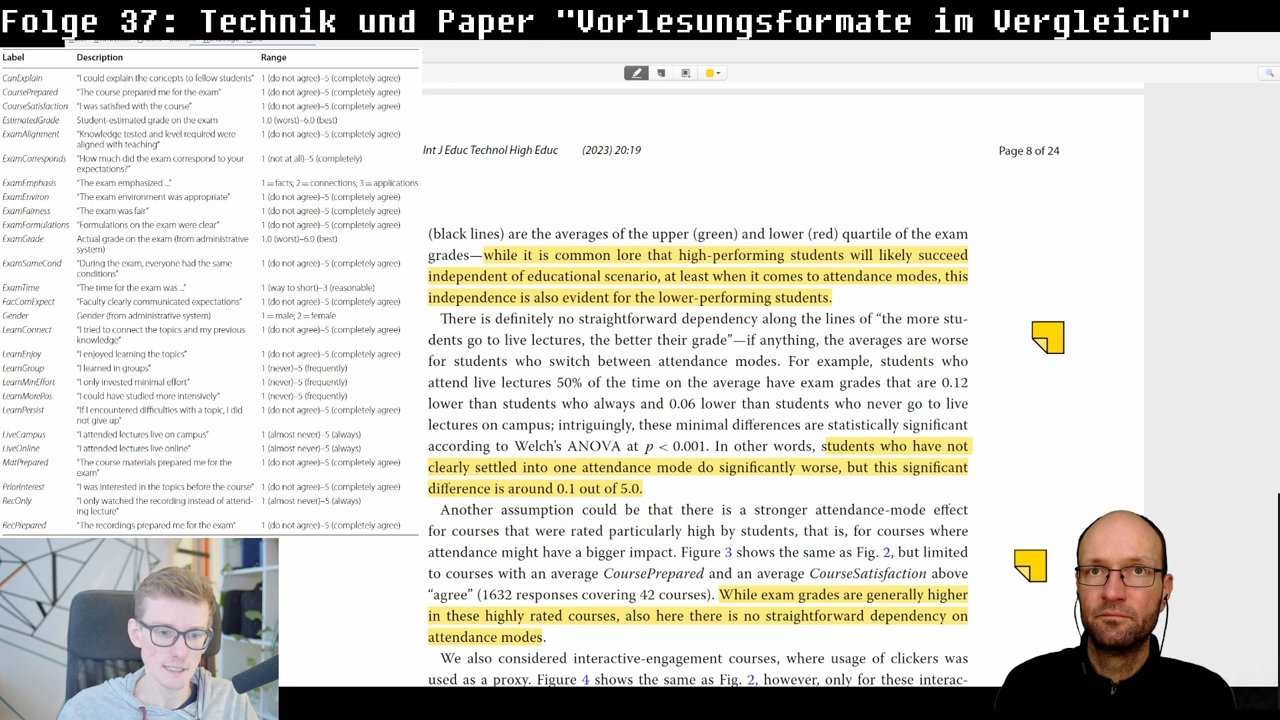 Folge 37: Technik und Paper "Vorlesungsformate im Vergleich"
Label Description Range
CanExplain "I could explain the concepts to fellow students" 1 (do not agree)–5 (completely agree)
CoursePrepared "The course prepared me for the exam" 1 (do not agree)–5 (completely agree)
CourseSatisfaction "I was satisfied with the course" 1 (do not agree)–5 (completely agree)
EstimatedGrade Student-estimated grade on the exam 1.0 (worst)–6.0 (best)
ExamAlignment "Knowledge tested and level required were 1 (do not agree)–5 (completely agree)
aligned with teaching"
ExamCorresponds "How much did the exam correspond to your 1 (not at all)–5 (completely)
expectations?"
ExamEmphasis "The exam emphasized ..." 1 = facts; 2 = connections; 3 = applications
ExamEnviron "The exam environment was appropriate" 1 (do not agree)–5 (completely agree)
ExamFairness "The exam was fair" 1 (do not agree)–5 (completely agree)
ExamFormulations "Formulations on the exam were clear" 1 (do not agree)–5 (completely agree)
ExamGrade Actual grade on the exam (from administrative 1.0 (worst)–6.0 (best)
system)
ExamSameCond "During the exam, everyone had the same 1 (do not agree)–5 (completely agree)
conditions"
ExamTime "The time for the exam was ..." 1 (way to short)–3 (reasonable)
FacComExpect "Faculty clearly communicated expectations" 1 (do not agree)–5 (completely agree)
Gender Gender (from administrative system) 1 = male; 2 = female
LearnConnect "I tried to connect the topics and my previous 1 (do not agree)–5 (completely agree)
knowledge"
LearnEnjoy "I enjoyed learning the topics" 1 (do not agree)–5 (completely agree)
LearnGroup "I learned in groups" 1 (never)–5 (frequently)
LearnMinEffort "I only invested minimal effort" 1 (never)–5 (frequently)
LearnMorePos "I could have studied more intensively" 1 (never)–5 (frequently)
LearnPersist "If I encountered difficulties with a topic, I did 1 (do not agree)–5 (completely agree)
not give up"
LiveCampus "I attended lectures live on campus" 1 (almost never)–5 (always)
LiveOnline "I attended lectures live online" 1 (almost never)–5 (always)
MatPrepared "The course materials prepared me for the 1 (do not agree)–5 (completely agree)
exam"
PriorInterest "I was interested in the topics before the course" 1 (do not agree)–5 (completely agree)
RecOnly "I only watched the recording instead of attend- 1 (almost never)–5 (always)
ing lecture"
RecPrepared "The recordings prepared me for the exam" 1 (do not agree)–5 (completely agree)
Int J Educ Technol High Educ (2023) 20:19 Page 8 of 24
(black lines) are the averages of the upper (green) and lower (red) quartile of the exam
grades—while it is common lore that high-performing students will likely succeed
independent of educational scenario, at least when it comes to attendance modes, this
independence is also evident for the lower-performing students.
There is definitely no straightforward dependency along the lines of "the more stu-
dents go to live lectures, the better their grade"—if anything, the averages are worse
for students who switch between attendance modes. For example, students who
attend live lectures 50% of the time on the average have exam grades that are 0.12
lower than students who always and 0.06 lower than students who never go to live
lectures on campus; intriguingly, these minimal differences are statistically significant
according to Welch's ANOVA at p < 0.001. In other words, students who have not
clearly settled into one attendance mode do significantly worse, but this significant
difference is around 0.1 out of 5.0.
Another assumption could be that there is a stronger attendance-mode effect
for courses that were rated particularly high by students, that is, for courses where
attendance might have a bigger impact. Figure 3 shows the same as Fig. 2, but limited
to courses with an average CoursePrepared and an average CourseSatisfaction above
"agree" (1632 responses covering 42 courses). While exam grades are generally higher
in these highly rated courses, also here there is no straightforward dependency on
attendance modes.
We also considered interactive-engagement courses, where usage of clickers was
used as a proxy. Figure 4 shows the same as Fig. 2, however, only for these interac-